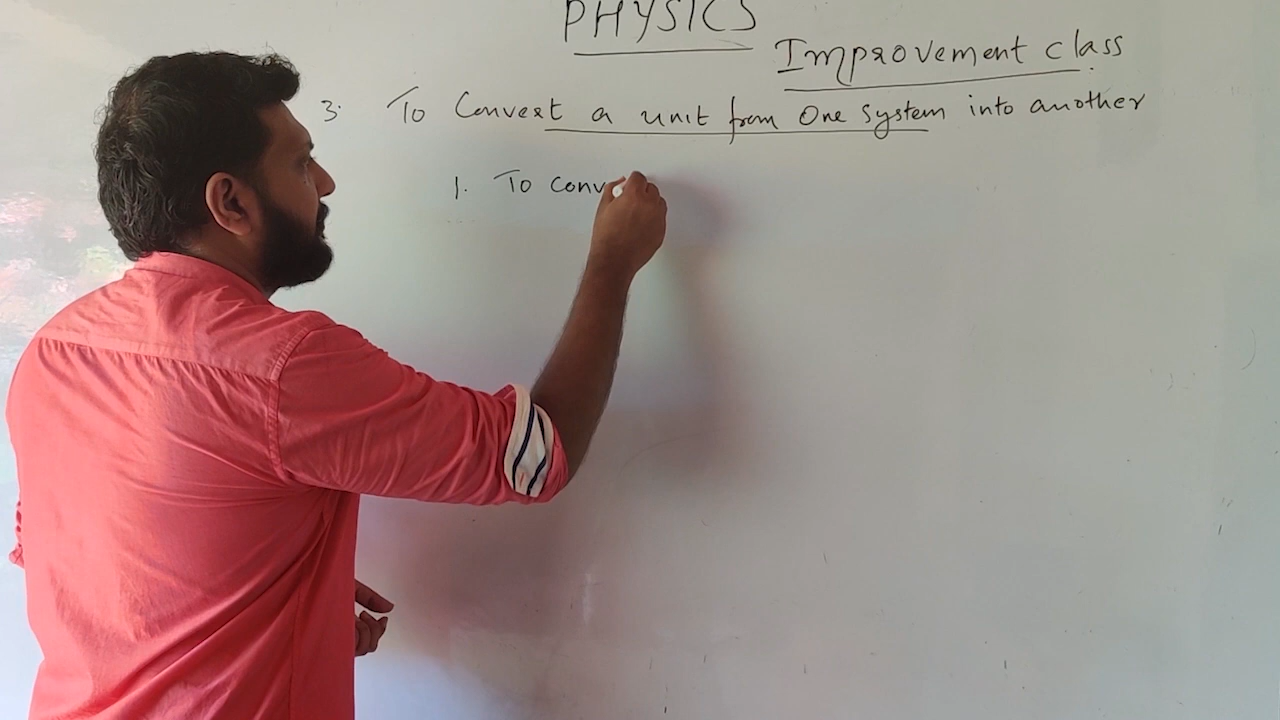 PHYSICS
Improvement class
3. To Convert a unit from One System into another
1. To conv